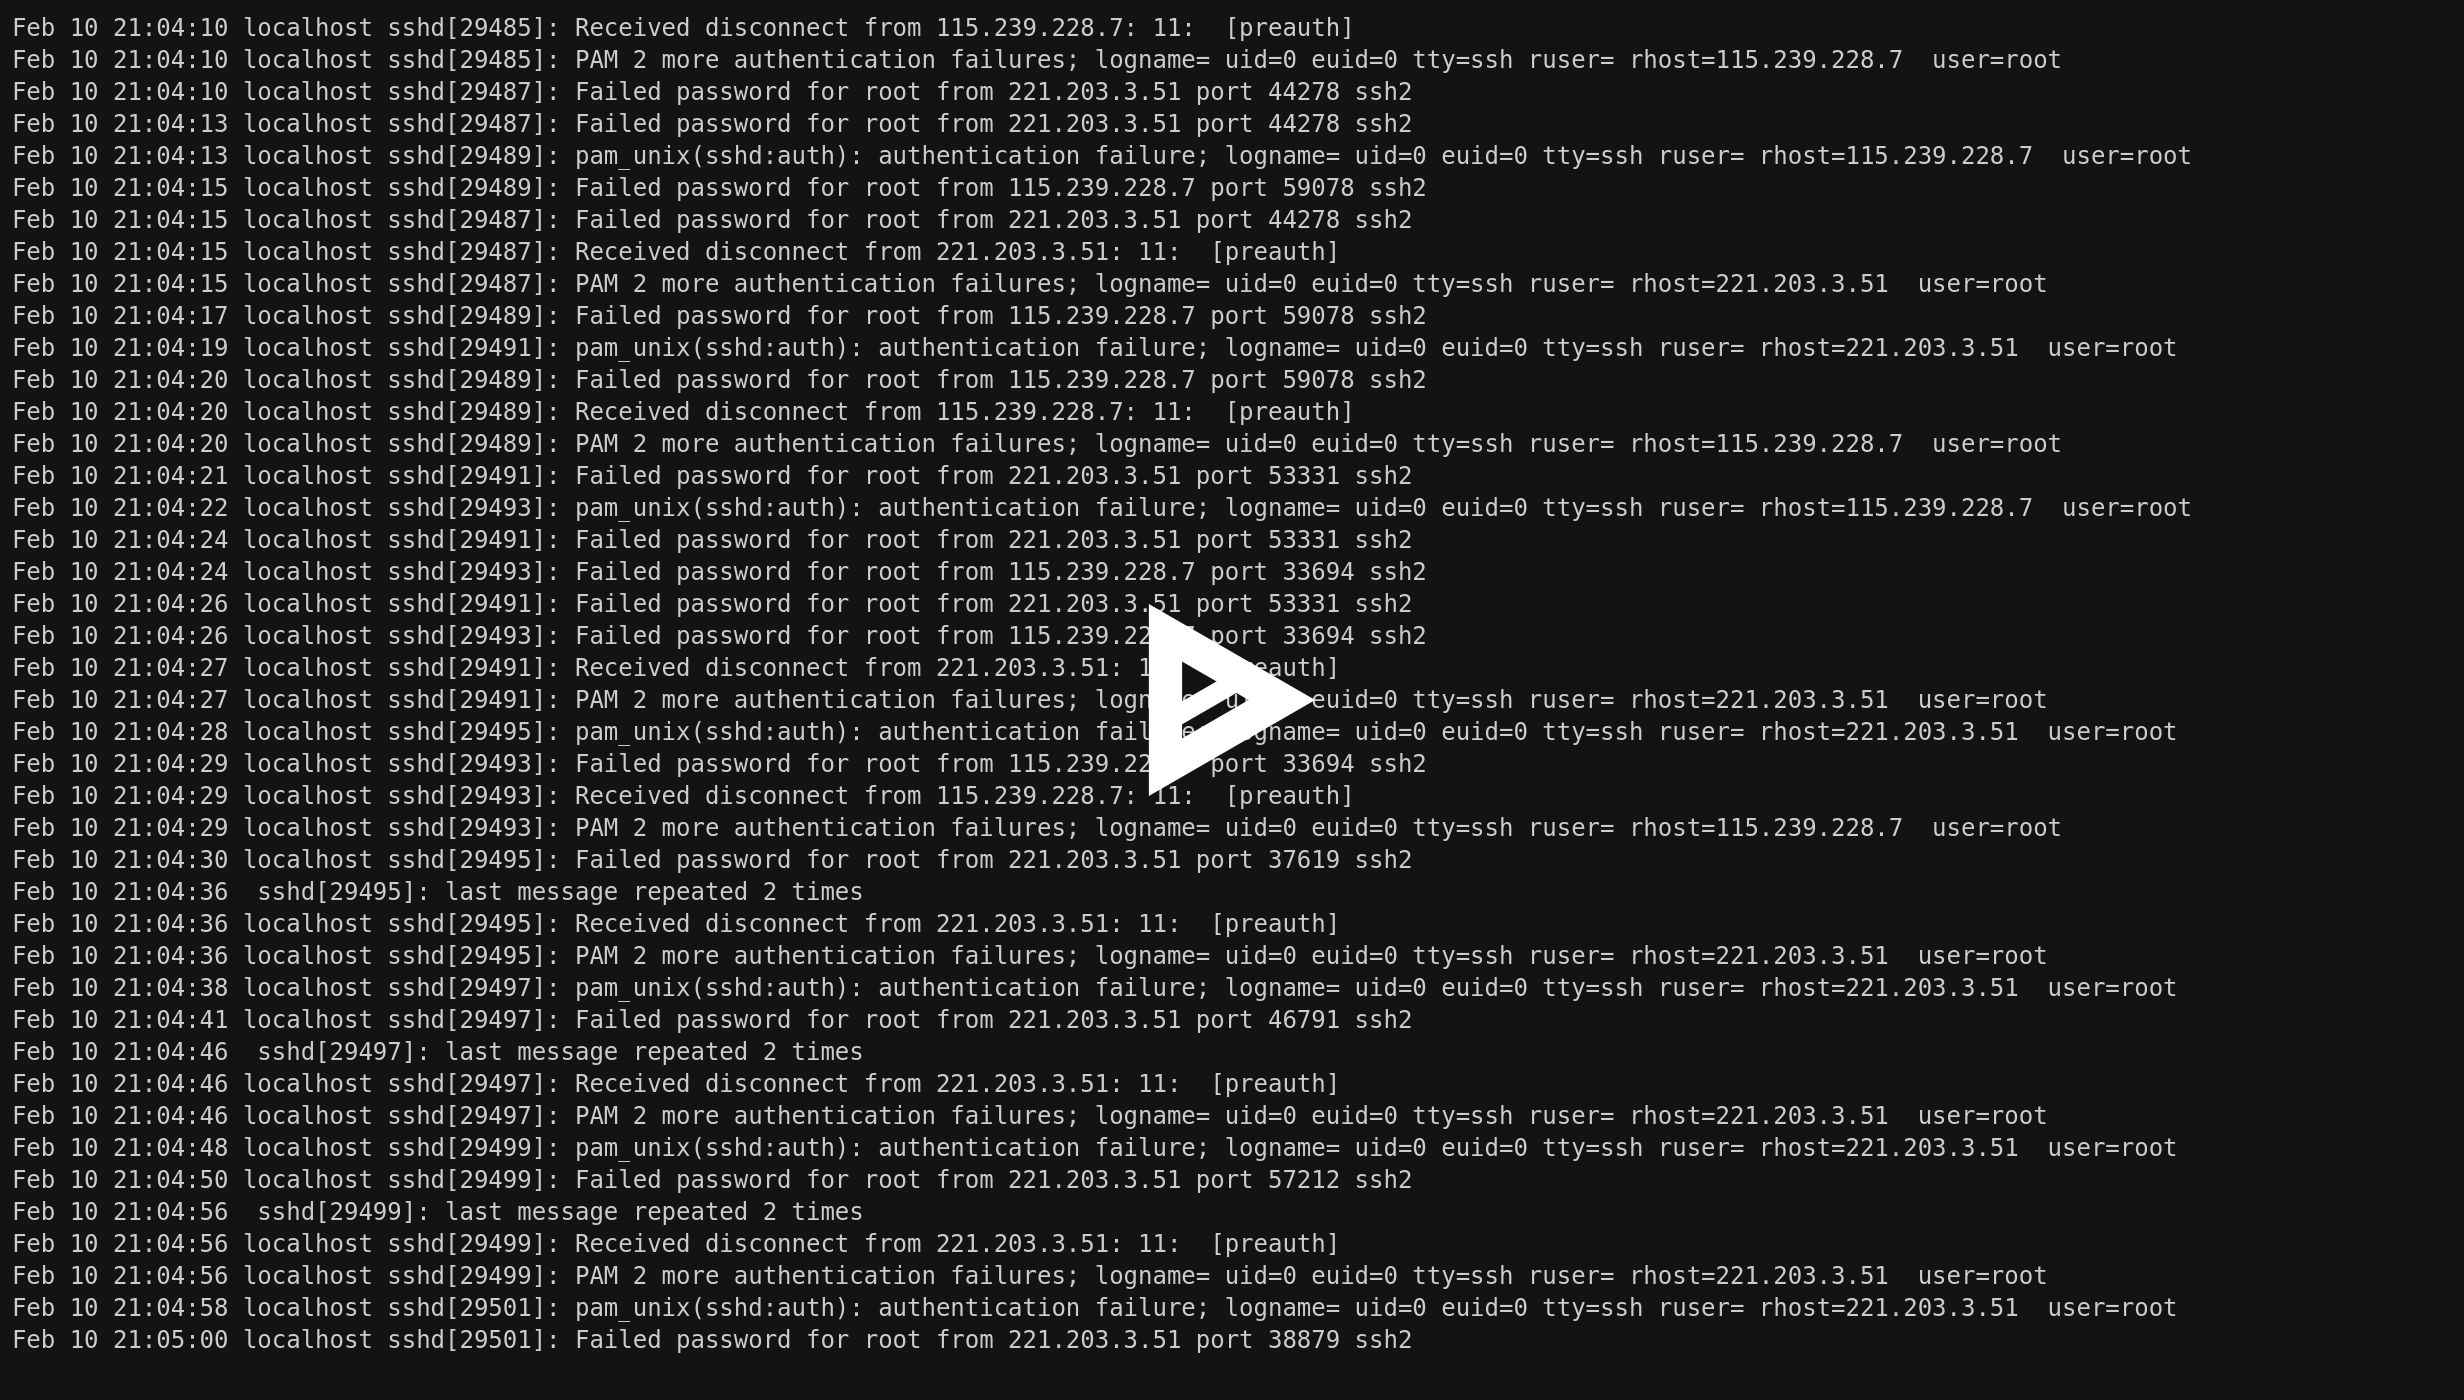 Feb 10 21:04:10 localhost sshd[29485]: Received disconnect from 115.239.228.7: 11:  [preauth]
Feb 10 21:04:10 localhost sshd[29485]: PAM 2 more authentication failures; logname= uid=0 euid=0 tty=ssh ruser= rhost=115.239.228.7  user=root
Feb 10 21:04:10 localhost sshd[29487]: Failed password for root from 221.203.3.51 port 44278 ssh2
Feb 10 21:04:13 localhost sshd[29487]: Failed password for root from 221.203.3.51 port 44278 ssh2
Feb 10 21:04:13 localhost sshd[29489]: pam_unix(sshd:auth): authentication failure; logname= uid=0 euid=0 tty=ssh ruser= rhost=115.239.228.7  user=root
Feb 10 21:04:15 localhost sshd[29489]: Failed password for root from 115.239.228.7 port 59078 ssh2
Feb 10 21:04:15 localhost sshd[29487]: Failed password for root from 221.203.3.51 port 44278 ssh2
Feb 10 21:04:15 localhost sshd[29487]: Received disconnect from 221.203.3.51: 11:  [preauth]
Feb 10 21:04:15 localhost sshd[29487]: PAM 2 more authentication failures; logname= uid=0 euid=0 tty=ssh ruser= rhost=221.203.3.51  user=root
Feb 10 21:04:17 localhost sshd[29489]: Failed password for root from 115.239.228.7 port 59078 ssh2
Feb 10 21:04:19 localhost sshd[29491]: pam_unix(sshd:auth): authentication failure; logname= uid=0 euid=0 tty=ssh ruser= rhost=221.203.3.51  user=root
Feb 10 21:04:20 localhost sshd[29489]: Failed password for root from 115.239.228.7 port 59078 ssh2
Feb 10 21:04:20 localhost sshd[29489]: Received disconnect from 115.239.228.7: 11:  [preauth]
Feb 10 21:04:20 localhost sshd[29489]: PAM 2 more authentication failures; logname= uid=0 euid=0 tty=ssh ruser= rhost=115.239.228.7  user=root
Feb 10 21:04:21 localhost sshd[29491]: Failed password for root from 221.203.3.51 port 53331 ssh2
Feb 10 21:04:22 localhost sshd[29493]: pam_unix(sshd:auth): authentication failure; logname= uid=0 euid=0 tty=ssh ruser= rhost=115.239.228.7  user=root
Feb 10 21:04:24 localhost sshd[29491]: Failed password for root from 221.203.3.51 port 53331 ssh2
Feb 10 21:04:24 localhost sshd[29493]: Failed password for root from 115.239.228.7 port 33694 ssh2
Feb 10 21:04:26 localhost sshd[29491]: Failed password for root from 221.203.3.51 port 53331 ssh2
Feb 10 21:04:26 localhost sshd[29493]: Failed password for root from port 33694 ssh2
Feb 10 21:04:27 localhost sshd[29491]: Received disconnect from 221.203.3.51:
Feb 10 21:04:27 localhost sshd[29491]: PAM 2 more authentication failures; euid=0 tty=ssh ruser= rhost=221.203.3.51  user=root
Feb 10 21:04:28 localhost sshd[29495]: pam_unix(sshd:auth): authentication uid=0 euid=0 tty=ssh ruser= rhost=221.203.3.51  user=root
Feb 10 21:04:29 localhost sshd[29493]: Failed password for root from port 33694 ssh2
Feb 10 21:04:29 localhost sshd[29493]: Received disconnect from 115.239.228.7: 11:  [preauth]
Feb 10 21:04:29 localhost sshd[29493]: PAM 2 more authentication failures; logname= uid=0 euid=0 tty=ssh ruser= rhost=115.239.228.7  user=root
Feb 10 21:04:30 localhost sshd[29495]: Failed password for root from 221.203.3.51 port 37619 ssh2
Feb 10 21:04:36  sshd[29495]: last message repeated 2 times
Feb 10 21:04:36 localhost sshd[29495]: Received disconnect from 221.203.3.51: 11:  [preauth]
Feb 10 21:04:36 localhost sshd[29495]: PAM 2 more authentication failures; logname= uid=0 euid=0 tty=ssh ruser= rhost=221.203.3.51  user=root
Feb 10 21:04:38 localhost sshd[29497]: pam_unix(sshd:auth): authentication failure; logname= uid=0 euid=0 tty=ssh ruser= rhost=221.203.3.51  user=root
Feb 10 21:04:41 localhost sshd[29497]: Failed password for root from 221.203.3.51 port 46791 ssh2
Feb 10 21:04:46  sshd[29497]: last message repeated 2 times
Feb 10 21:04:46 localhost sshd[29497]: Received disconnect from 221.203.3.51: 11:  [preauth]
Feb 10 21:04:46 localhost sshd[29497]: PAM 2 more authentication failures; logname= uid=0 euid=0 tty=ssh ruser= rhost=221.203.3.51  user=root
Feb 10 21:04:48 localhost sshd[29499]: pam_unix(sshd:auth): authentication failure; logname= uid=0 euid=0 tty=ssh ruser= rhost=221.203.3.51  user=root
Feb 10 21:04:50 localhost sshd[29499]: Failed password for root from 221.203.3.51 port 57212 ssh2
Feb 10 21:04:56  sshd[29499]: last message repeated 2 times
Feb 10 21:04:56 localhost sshd[29499]: Received disconnect from 221.203.3.51: 11:  [preauth]
Feb 10 21:04:56 localhost sshd[29499]: PAM 2 more authentication failures; logname= uid=0 euid=0 tty=ssh ruser= rhost=221.203.3.51  user=root
Feb 10 21:04:58 localhost sshd[29501]: pam_unix(sshd:auth): authentication failure; logname= uid=0 euid=0 tty=ssh ruser= rhost=221.203.3.51  user=root
Feb 10 21:05:00 localhost sshd[29501]: Failed password for root from 221.203.3.51 port 38879 ssh2